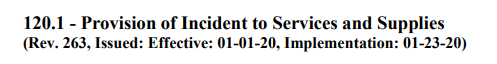 120.1 - Provision of Incident to Services and Supplies
(Rev. 263, Issued: Effective: 01-01-20, Implementation: 01-23-20)